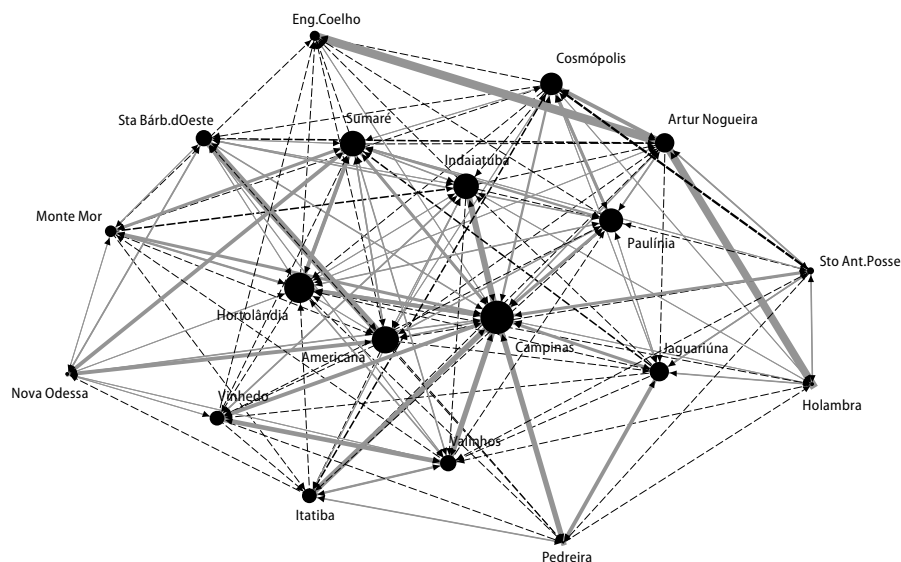 Eng.Coelho
Cosmópolis
Sta Bárb.dOeste
Sumaré
Artur Nogueira
Indaiatuba
Monte Mor
Paulínia
Sto Ant.Posse
Hortolândia
Americana
Campinas
Jaguariúna
Nova Odessa
Vinhedo
Holambra
Valinhos
Itatiba
Pedreira